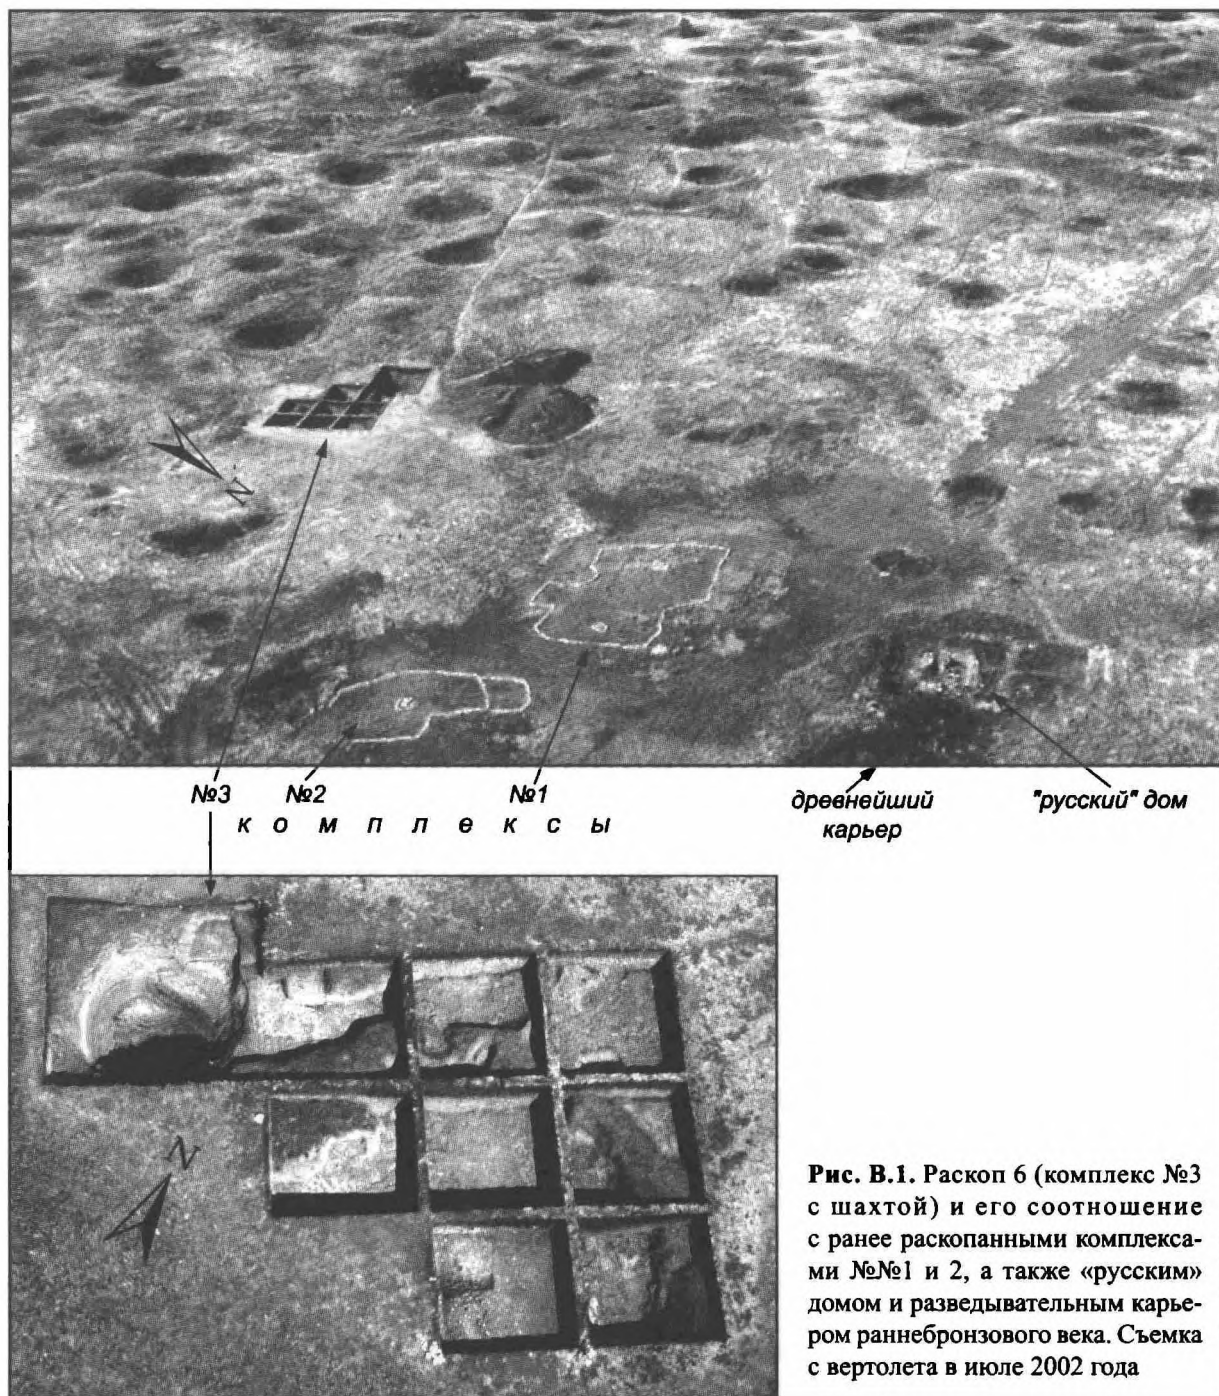 N
№3 №2 №1 древнейший карьер "русский" дом
комплексы
N
Рис. В.1. Раскоп 6 (комплекс №3
с шахтой) и его соотношение
с ранее раскопанными комплекса-
ми №№1 и 2, а также «русским»
домом и разведывательным карье-
ром раннебронзового века. Съемка
с вертолета в июле 2002 года